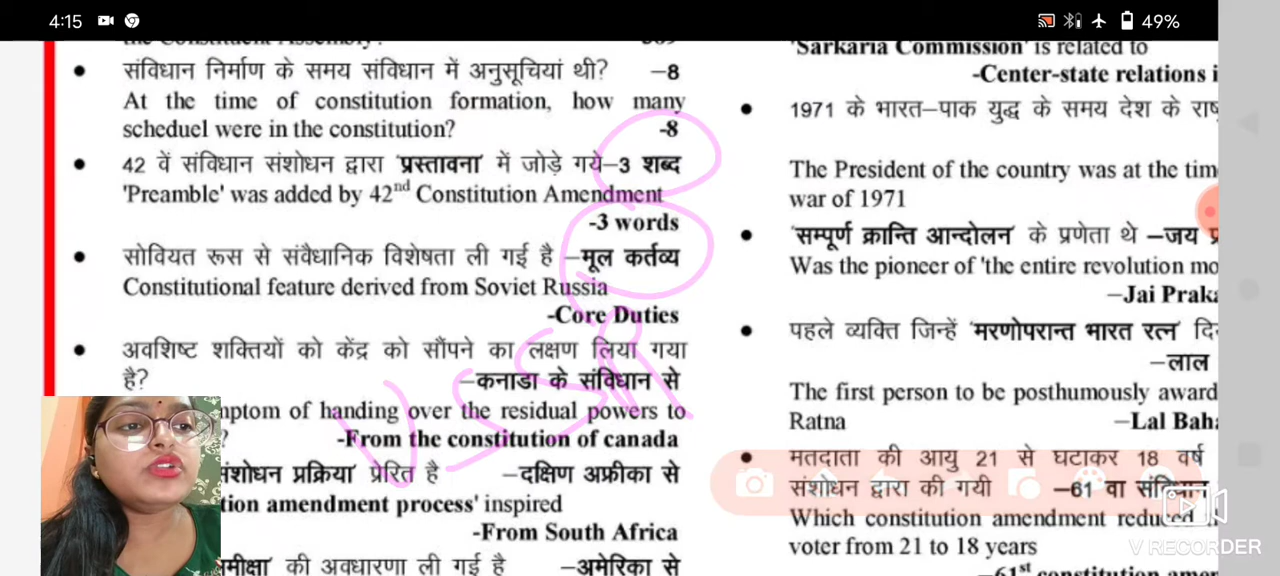 4:15
49%
the Constituent Assembly?
संविधान निर्माण के समय संविधान में अनुसूचियां थी? –8
At the time of constitution formation, how many
scheduel were in the constitution?
-8
42 वें संविधान संशोधन द्वारा 'प्रस्तावना' में जोड़े गये–3 शब्द
'Preamble' was added by 42nd Constitution Amendment
-3 words
सोवियत रूस से संवैधानिक विशेषता ली गई है –मूल कर्तव्य
Constitutional feature derived from Soviet Russia
-Core Duties
अवशिष्ट शक्तियों को केंद्र को सौंपने का लक्षण लिया गया
है? –कनाडा के संविधान से
mptom of handing over the residual powers to
? -From the constitution of canada
संशोधन प्रक्रिया' प्रेरित है –दक्षिण अफ्रीका से
tion amendment process' inspired
-From South Africa
मीक्षा' की अवधारणा ली गई है –अमेरिका से
USSR
'Sarkaria Commission' is related to
-Center-state relations i
1971 के भारत–पाक युद्ध के समय देश के राष्
The President of the country was at the tim
war of 1971
'सम्पूर्ण क्रान्ति आन्दोलन' के प्रणेता थे –जय प्र
Was the pioneer of 'the entire revolution mo
–Jai Praka
पहले व्यक्ति जिन्हें 'मरणोपरान्त भारत रत्न' दि
–लाल
The first person to be posthumously award
Ratna –Lal Baha
मतदाता की आयु 21 से घटाकर 18 वर्ष
संशोधन द्वारा की गयी –61 वा संविधान
Which constitution amendment reduced
voter from 21 to 18 years
–61st constitution amer
V RECORDER